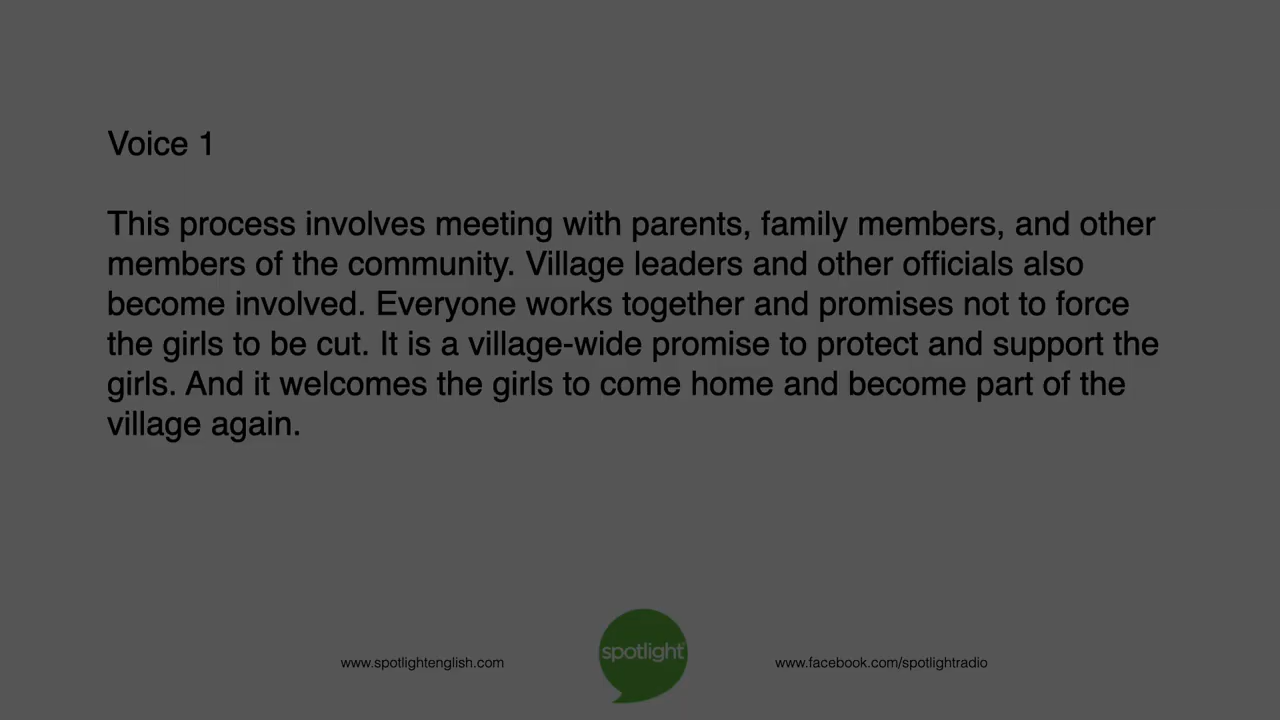 Voice 1
This process involves meeting with parents, family members, and other
members of the community. Village leaders and other officials also
become involved. Everyone works together and promises not to force
the girls to be cut. It is a village-wide promise to protect and support the
girls. And it welcomes the girls to come home and become part of the
village again.
www.spotlightenglish.com
spotlight
www.facebook.com/spotlightradio